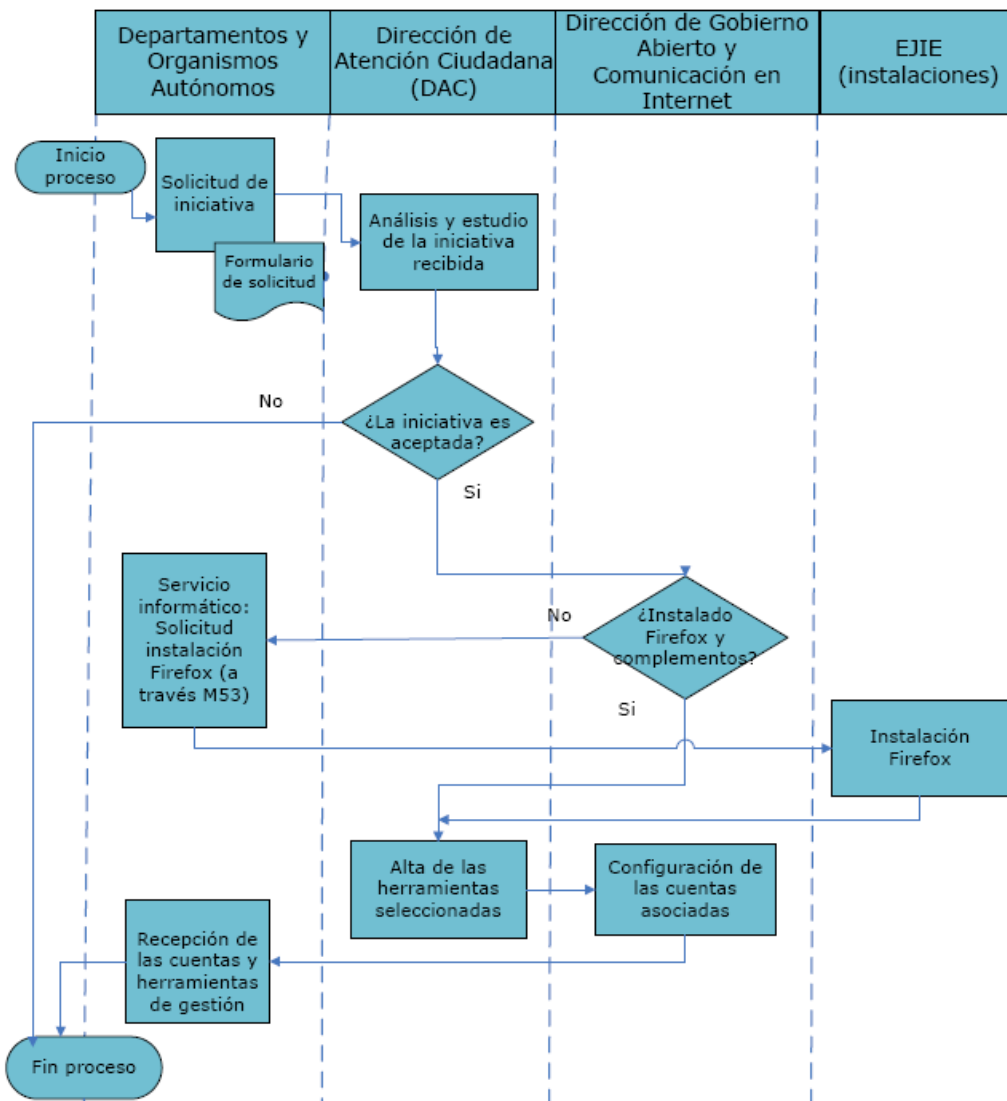 Departamentos y
Organismos
Autónomos
Dirección de
Atención Ciudadana
(DAC)
Dirección de Gobierno
Abierto y
Comunicación en
Internet
EJIE
(instalaciones)
Inicio
proceso
Solicitud de
iniciativa
Formulario
de solicitud
Análisis y estudio
de la iniciativa
recibida
No
¿La iniciativa es
aceptada?
Si
Servicio
informático:
Solicitud
instalación
Firefox (a
través M53)
No
¿Instalado
Firefox y
complementos?
Si
Instalación
Firefox
Alta de las
herramientas
seleccionadas
Configuración de
las cuentas
asociadas
Recepción de
las cuentas y
herramientas
de gestión
Fin proceso